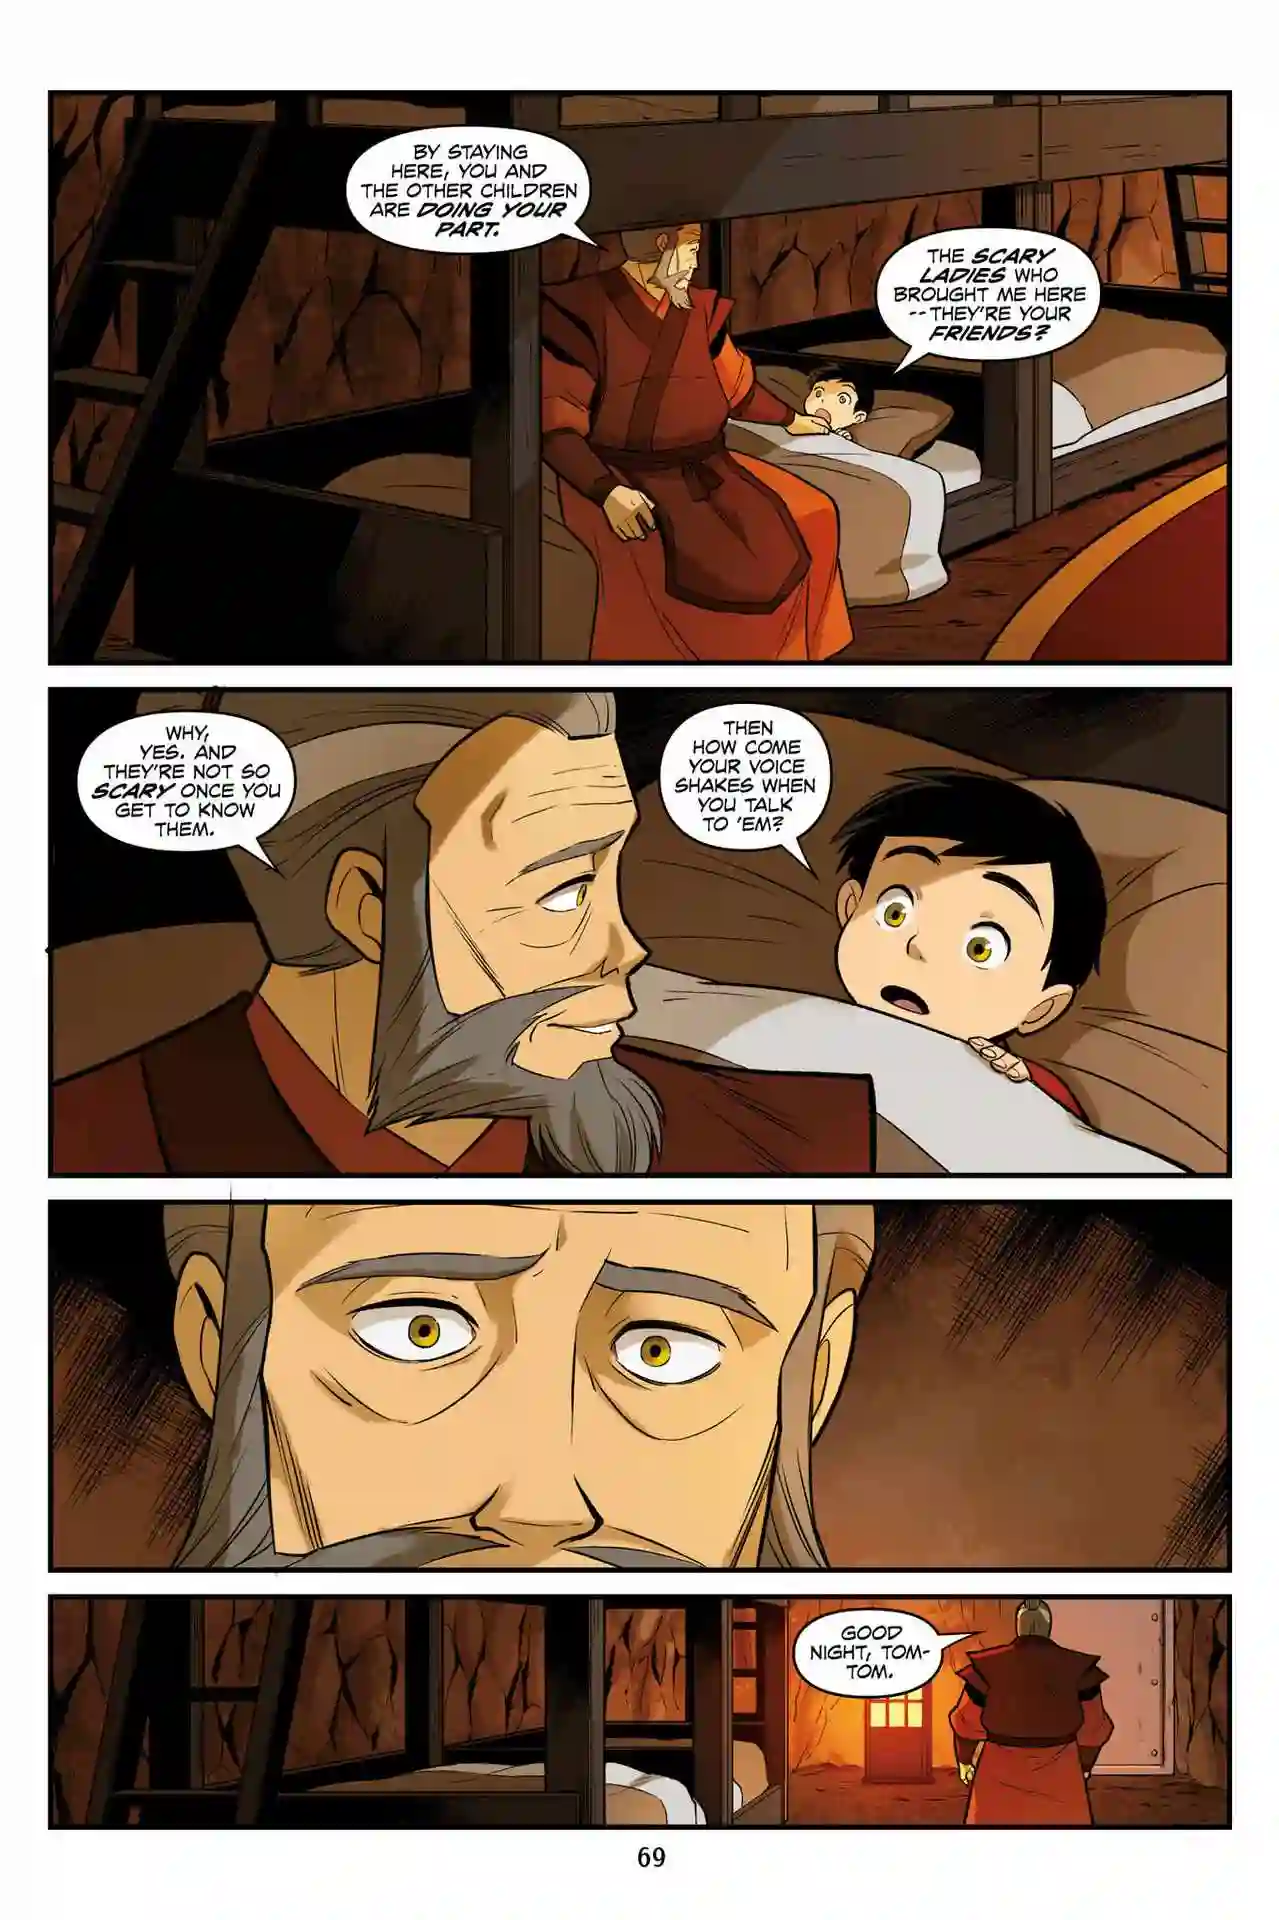 BY STAYING
HERE, YOU AND
THE OTHER CHILDREN
ARE DOING YOUR
PART.
THE SCARY
LADIES WHO
BROUGHT ME HERE
--THEY'RE YOUR
FRIENDS?
WHY,
YES. AND
THEY'RE NOT SO
SCARY ONCE YOU
GET TO KNOW
THEM.
THEN
HOW COME
YOUR VOICE
SHAKES WHEN
YOU TALK
TO 'EM?
GOOD
NIGHT, TOM-
TOM.
69